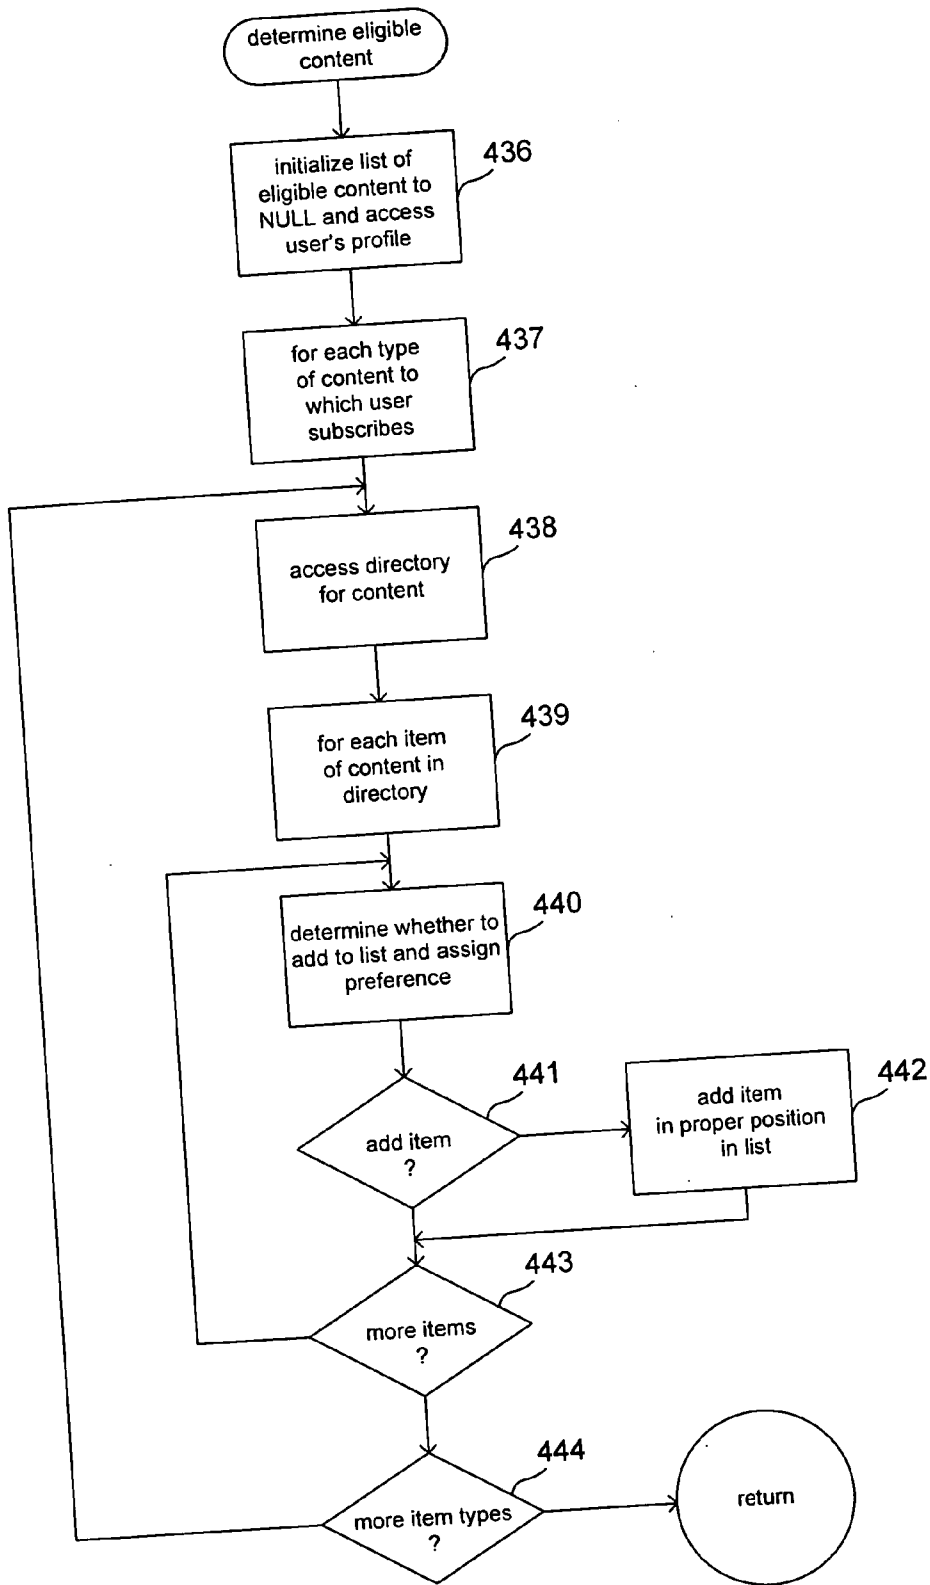 determine eligible
content
initialize list of
eligible content to
NULL and access
user's profile
436
for each type
of content to
which user
subscribes
437
access directory
for content
438
for each item
of content in
directory
439
determine whether to
add to list and assign
preference
440
add item
?
441
add item
in proper position
in list
442
more items
?
443
more item types
?
444
return